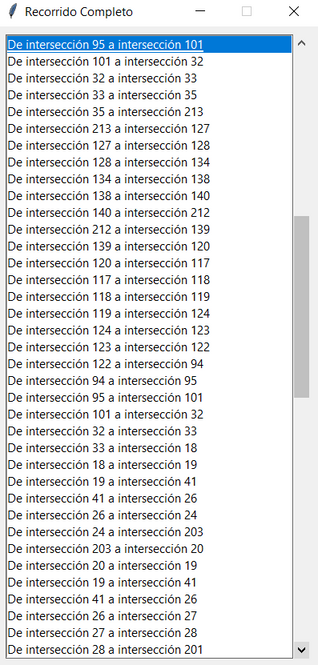 Recorrido Completo
De intersección 95 a intersección 101
De intersección 101 a intersección 32
De intersección 32 a intersección 33
De intersección 33 a intersección 35
De intersección 35 a intersección 213
De intersección 213 a intersección 127
De intersección 127 a intersección 128
De intersección 128 a intersección 134
De intersección 134 a intersección 138
De intersección 138 a intersección 140
De intersección 140 a intersección 212
De intersección 212 a intersección 139
De intersección 139 a intersección 120
De intersección 120 a intersección 117
De intersección 117 a intersección 118
De intersección 118 a intersección 119
De intersección 119 a intersección 124
De intersección 124 a intersección 123
De intersección 123 a intersección 122
De intersección 122 a intersección 94
De intersección 94 a intersección 95
De intersección 95 a intersección 101
De intersección 101 a intersección 32
De intersección 32 a intersección 33
De intersección 33 a intersección 18
De intersección 18 a intersección 19
De intersección 19 a intersección 41
De intersección 41 a intersección 26
De intersección 26 a intersección 24
De intersección 24 a intersección 203
De intersección 203 a intersección 20
De intersección 20 a intersección 19
De intersección 19 a intersección 41
De intersección 41 a intersección 26
De intersección 26 a intersección 27
De intersección 27 a intersección 28
De intersección 28 a intersección 201